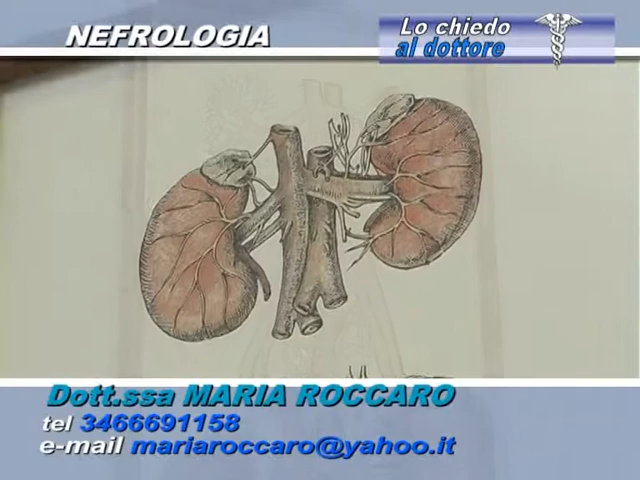 NEFROLOGIA
Lo chiedo
al dottore
Dott.ssa MARIA ROCCARO
tel 3466691158
e-mail mariaroccaro@yahoo.it